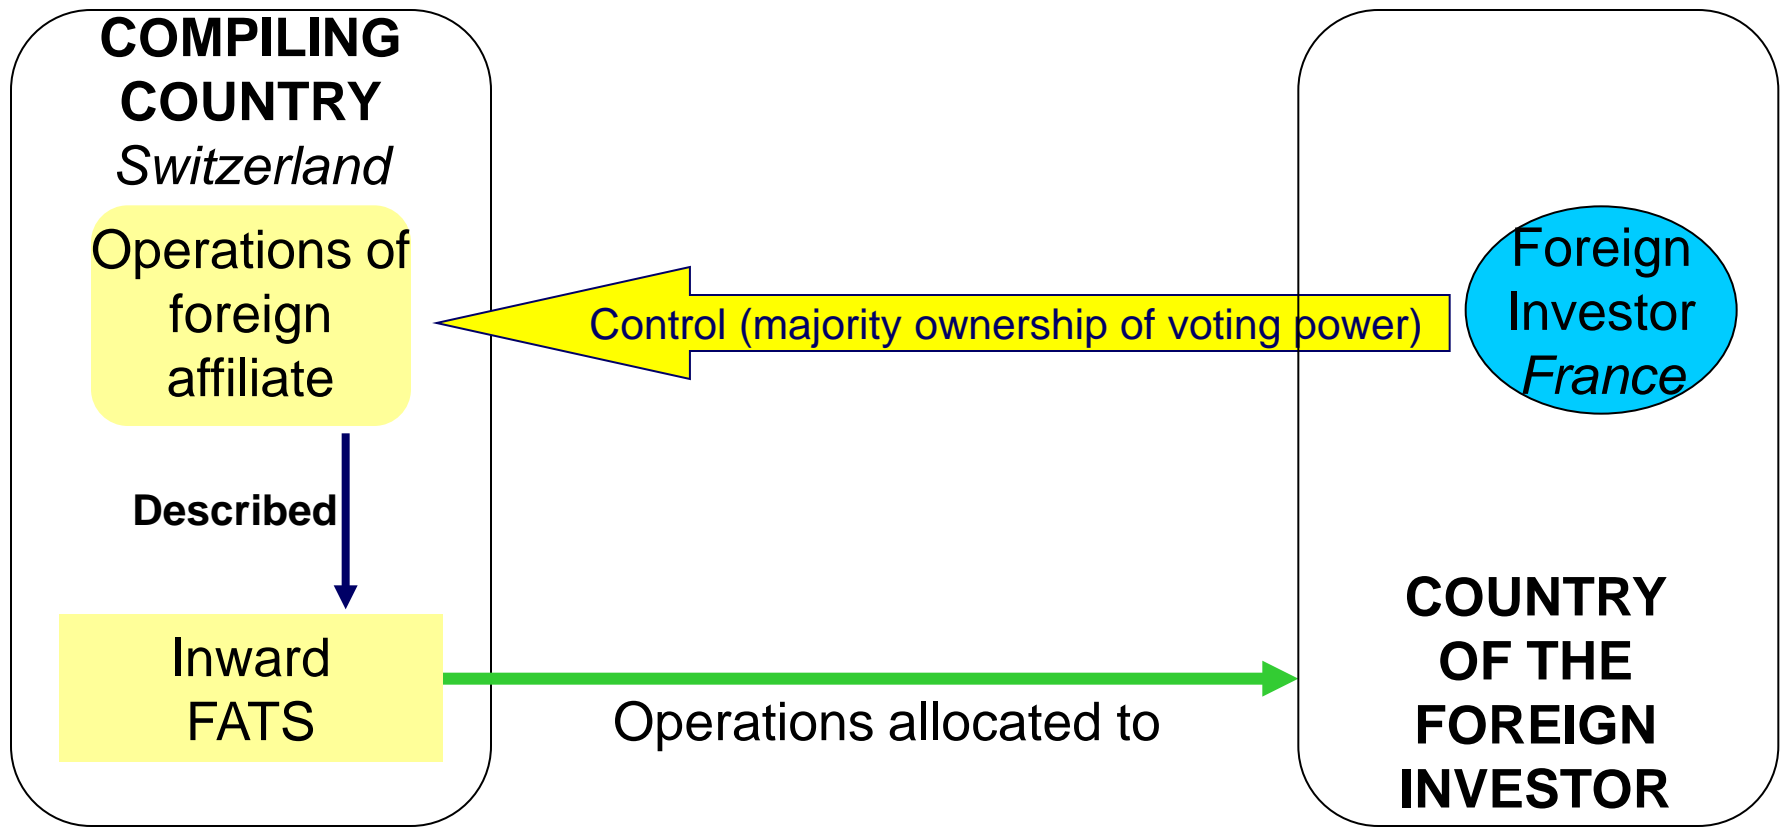 COMPILING
COUNTRY
Switzerland
Operations of
foreign
affiliate
Described
Inward
FATS
Control (majority ownership of voting power)
Operations allocated to
Foreign
Investor
France
COUNTRY
OF THE
FOREIGN
INVESTOR